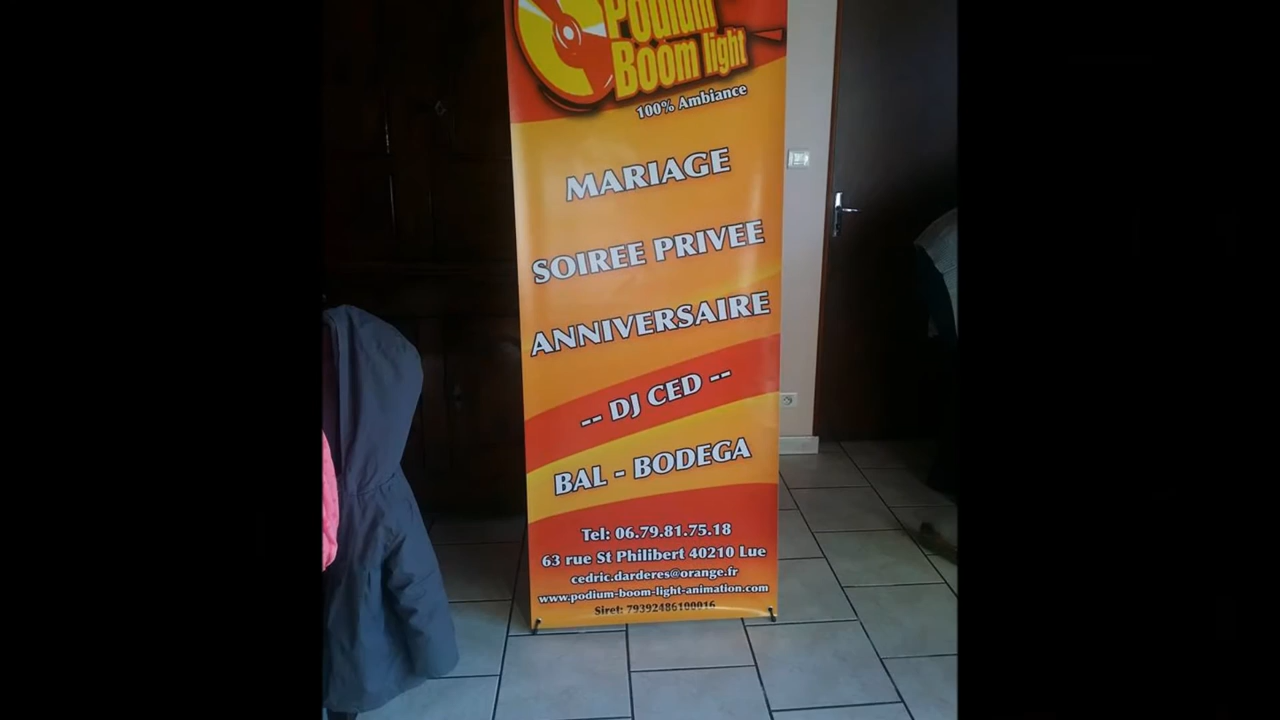 Podium
Boom light
100% Ambiance
MARIAGE
SOIREE PRIVEE
ANNIVERSAIRE
-- DJ CED --
BAL - BODEGA
Tel: 06.79.81.75.18
63 rue St Philibert 40210 Lue
cedric.darderes@orange.fr
www.podium-boom-light-animation.com
Siret: 79392486100016